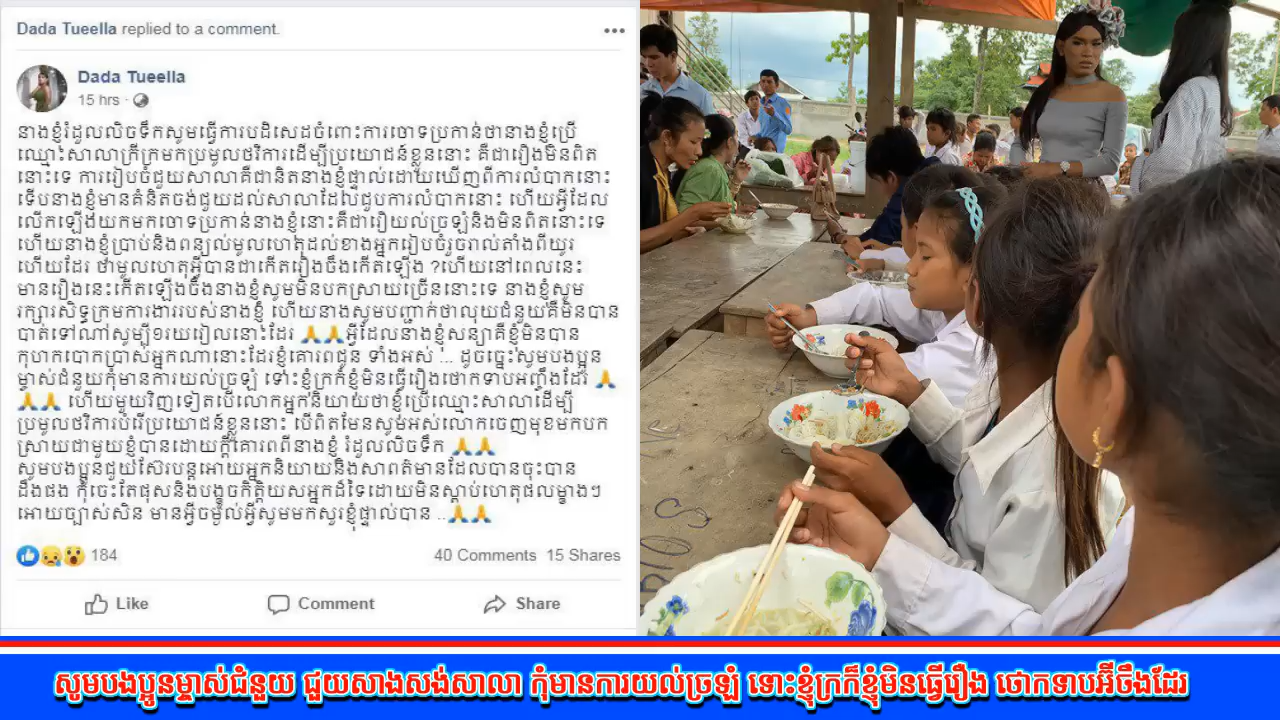 Dada Tueella replied to a comment.
Dada Tueella
15 hrs ·
នាងខ្ញុំរំដួលលិចទឹកសូមធ្វើការបដិសេដចំពោះការចោទប្រកាន់ថានាងខ្ញុំប្រើ
ឈ្មោះសាលាក្រីក្រមកប្រមូលថវិការដើម្បីប្រយោជន៍ខ្លួននោះ គឺជារឿងមិនពិត
នោះទេ ការរៀបចំជួយសាលាគឺជានិតនាងខ្ញុំផ្ទាល់ដោយឃើញពីការលំបាកនោះ
ទើបនាងខ្ញុំមានគំនិតចង់ជួយដល់សាលាដែលជួបការលំបាកនោះ ហើយអ្វីដែល
លើកឡើងយកមកចោទប្រកាន់នាងខ្ញុំនោះគឺជារឿយល់ច្រឡំនិងមិនពិតនោះទេ
ហើយនាងខ្ញុំប្រាប់និងពន្យល់មូលហេតុដល់ខាងអ្នករៀបចំរួចរាល់តាំងពីយូរ
ហើយដែរ ថាមូលហេតុអ្វីបានជាកើតរឿងចឹងកើតឡើង ?ហើយនៅពេលនេះ
មានរឿងនេះកើតឡើងចឹងនាងខ្ញុំសូមមិនបកស្រាយច្រើននោះទេ នាងខ្ញុំសូម
រក្សារសិទ្ធក្រុមការងាររបស់នាងខ្ញុំ ហើយនាងសូមបញ្ជាក់ថាលុយជំនួយគឺមិនបាន
បាត់ទៅណាសូម្បី១រយរៀលនោះដែរ 🙏🙏អ្វីដែលនាងខ្ញុំសន្យាគឺខ្ញុំមិនបាន
កុហកបោកប្រាស់អ្នកណានោះដែរខ្ញុំគោរពជូន ទាំងអស់ ... ដូចច្នេះសូមបងប្អូន
ម្ចាស់ជំនួយកុំមានការយល់ច្រឡំ ទោះខ្ញុំក្រក៏ខ្ញុំមិនធ្វើរឿងថោកទាបអញ្ចឹងដែរ 🙏
🙏🙏 ហើយមួយវិញទៀតបើលោកអ្នកនិយាយថាខ្ញុំប្រើឈ្មោះសាលាដើម្បី
ប្រមូលថវិការបំរើប្រយោជន៍ខ្លួននោះ បើពិតមែនសូមអស់លោកចេញមុខមកបក
ស្រាយជាមួយខ្ញុំបានដោយក្ដីគោរពពីនាងខ្ញុំ រំដួលលិចទឹក 🙏🙏
សូមបងប្អូនជួយស៊ែរបន្តអោយអ្នកនិយាយនឹងសាពត៌មានដែលបានចុះបាន
ដឹងផង កុំចេះតែផុសនិងបង្ខូចកិត្តិយសអ្នកដ៏ទៃដោយមិនស្ដាប់ហេតុផលម្ខាងៗ
អោយច្បាស់សិន មានអ្វីចម្ងល់អ្វីសូមមកសួរខ្ញុំផ្ទាល់បាន ..🙏🙏
184
40 Comments 15 Shares
Like Comment Share
សូមបងប្អូនម្ចាស់ជំនួយ ជួយសាងសង់សាលា កុំមានការយល់ច្រឡំ ទោះខ្ញុំក្រក៏ខ្ញុំមិនធ្វើរឿង ថោកទាបអីចឹងដែរ